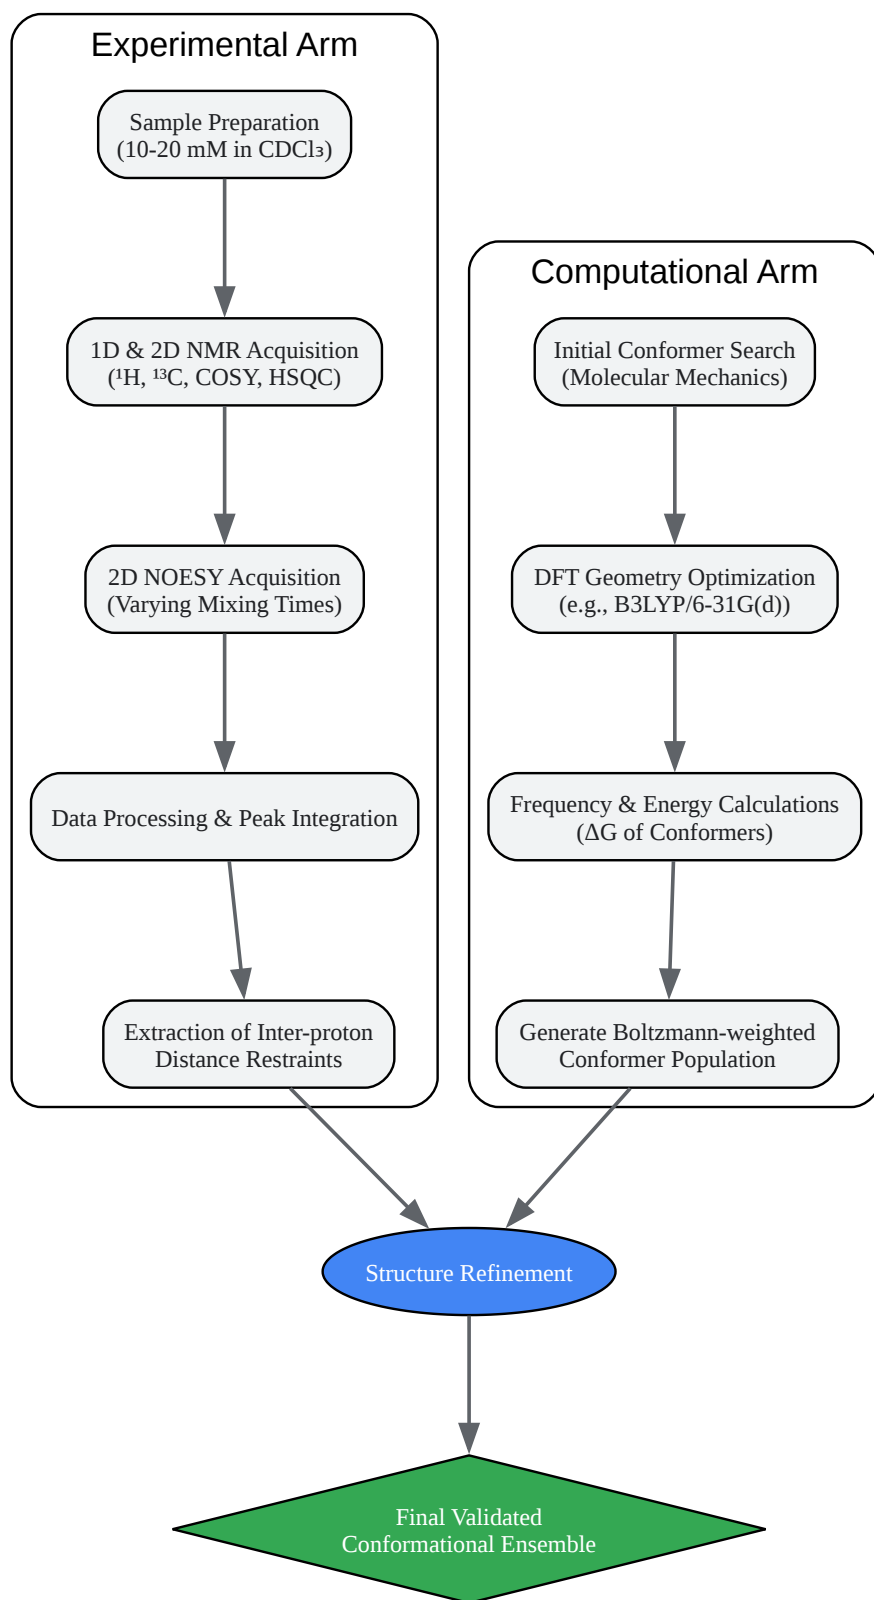 Experimental Arm
Sample Preparation
(10-20 mM in CDCl₃)
1D & 2D NMR Acquisition
(¹H, ¹³C, COSY, HSQC)
2D NOESY Acquisition
(Varying Mixing Times)
Data Processing & Peak Integration
Extraction of Inter-proton
Distance Restraints
Computational Arm
Initial Conformer Search
(Molecular Mechanics)
DFT Geometry Optimization
(e.g., B3LYP/6-31G(d))
Frequency & Energy Calculations
(ΔG of Conformers)
Generate Boltzmann-weighted
Conformer Population
Structure Refinement
Final Validated
Conformational Ensemble